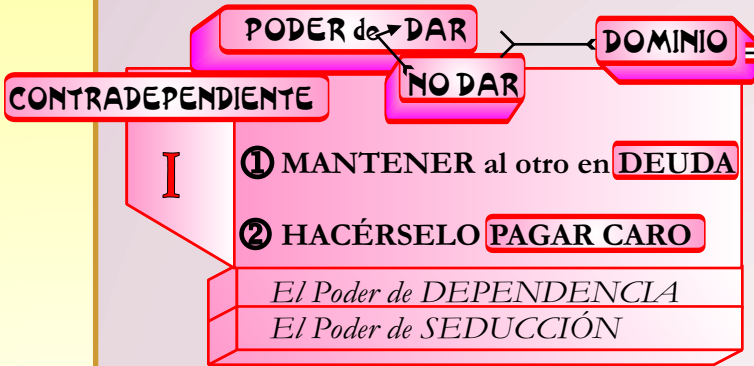 PODER de DAR
DOMINIO
NO DAR
CONTRADEPENDIENTE
I
① MANTENER al otro en DEUDA
② HACÉRSELO PAGAR CARO
El Poder de DEPENDENCIA
El Poder de SEDUCCIÓN